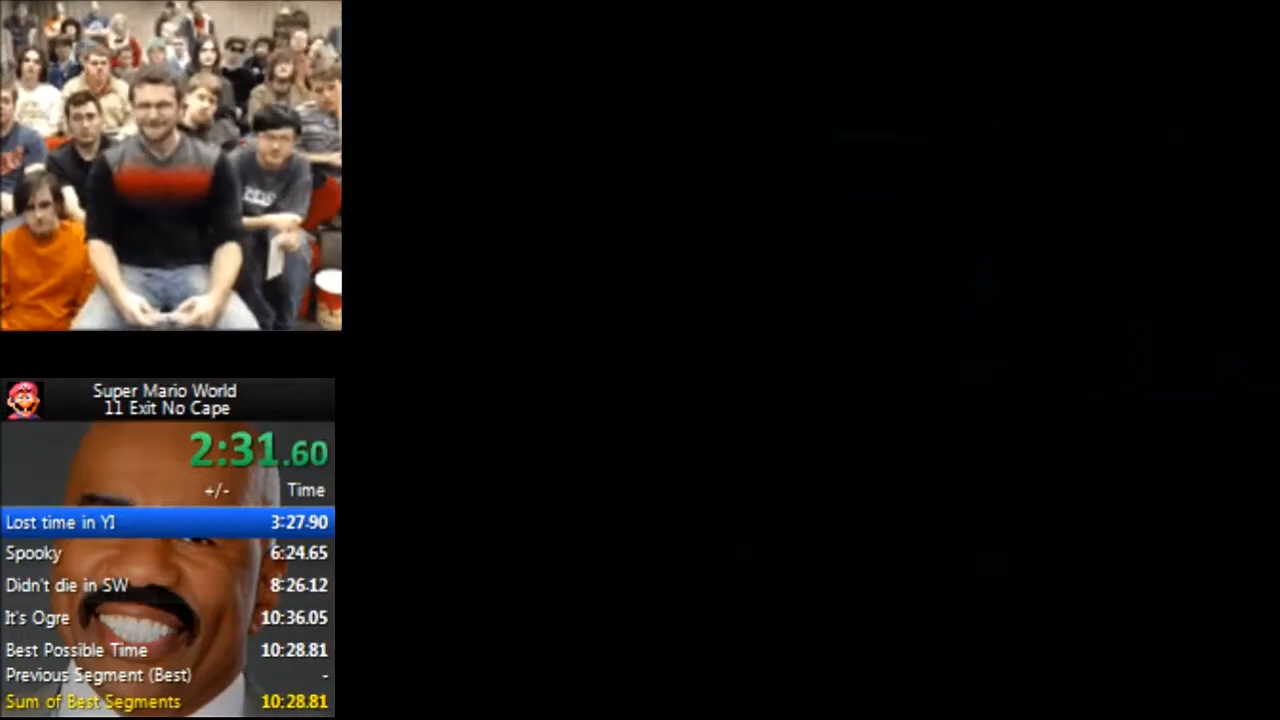 Super Mario World
11 Exit No Cape
2:31.60
+/- Time
Lost time in YI 3:27.90
Spooky 6:24.65
Didn't die in SW 8:26.12
It's Ogre 10:36.05
Best Possible Time 10:28.81
Previous Segment (Best) -
Sum of Best Segments 10:28.81